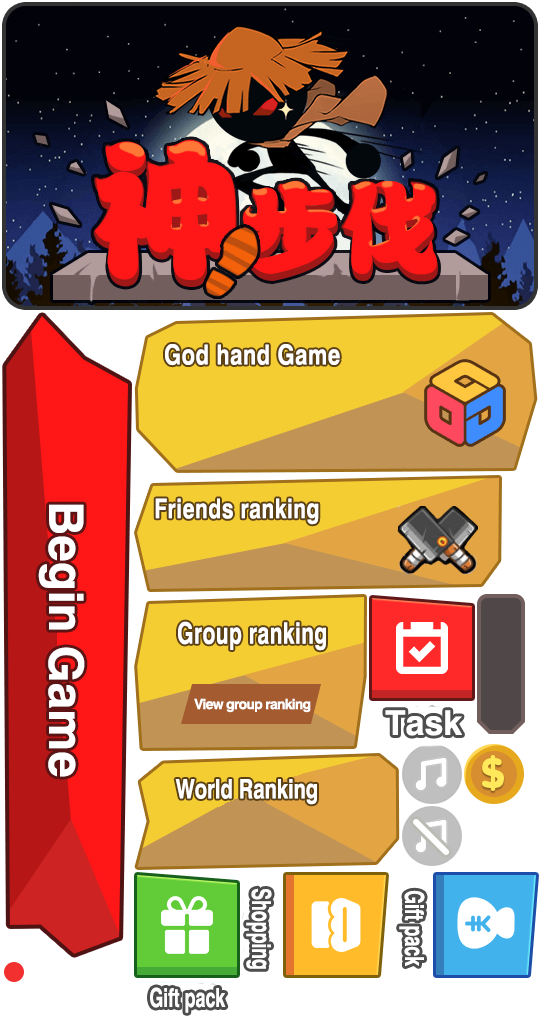 神步伐
God hand Game
Friends ranking
Begin Game
Group ranking
View group ranking
Task
World Ranking
$
Shopping
Gift pack
Gift pack